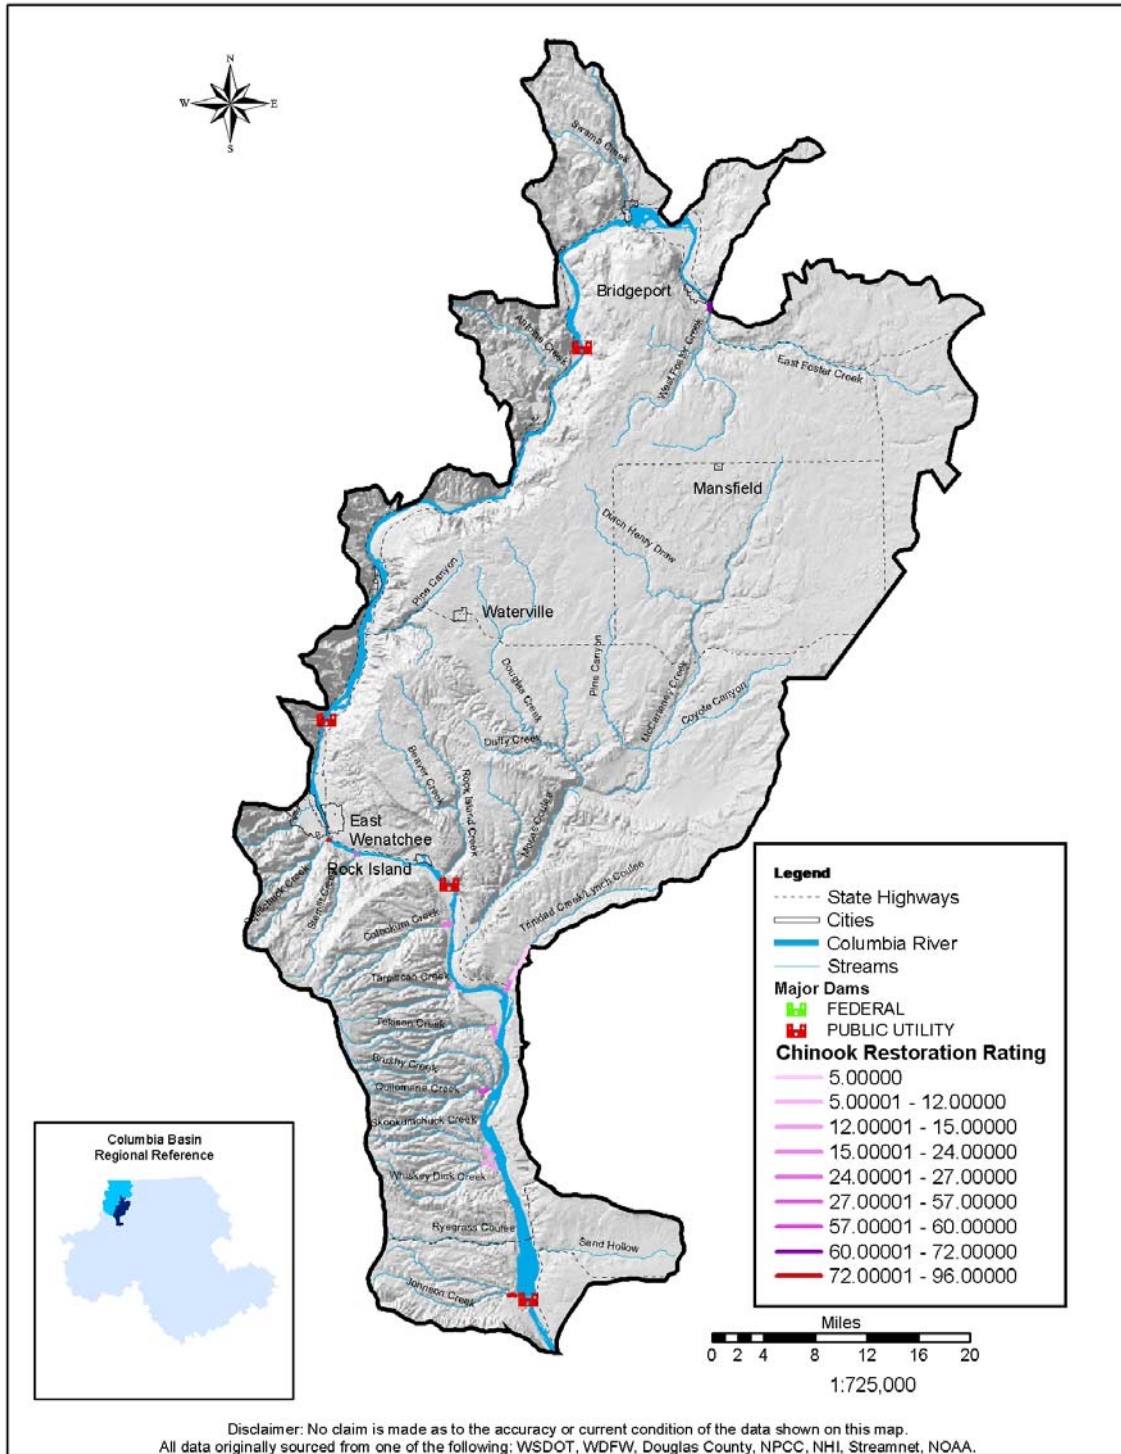 N
W
E
S
Swamp Creek
Bridgeport
Antoine Creek
West Foster Creek
East Foster Creek
Mansfield
Dutch Henry Draw
Pine Canyon
Waterville
Pine Canyon
Douglas Creek
McCarteney Creek
Coyote Canyon
Duffy Creek
Beaver Creek
Rock Island Creek
Moses Coulee
East
Wenatchee
Rock Island
Stemilt Creek
Trinidad Creek/Lynch Coulee
Colockum Creek
Tarpiscan Creek
Tekison Creek
Brushy Creek
Quilomene Creek
Skookumchuck Creek
Whiskey Dick Creek
Ryegrass Coulee
Sand Hollow
Johnson Creek
Legend
State Highways
Cities
Columbia River
Streams
Major Dams
FEDERAL
PUBLIC UTILITY
Chinook Restoration Rating
5.00000
5.00001 - 12.00000
12.00001 - 15.00000
15.00001 - 24.00000
24.00001 - 27.00000
27.00001 - 57.00000
57.00001 - 60.00000
60.00001 - 72.00000
72.00001 - 96.00000
Columbia Basin
Regional Reference
Miles
0 2 4 8 12 16 20
1:725,000
Disclaimer: No claim is made as to the accuracy or current condition of the data shown on this map.
All data originally sourced from one of the following: WSDOT, WDFW, Douglas County, NPCC, NHI, Streamnet, NOAA.